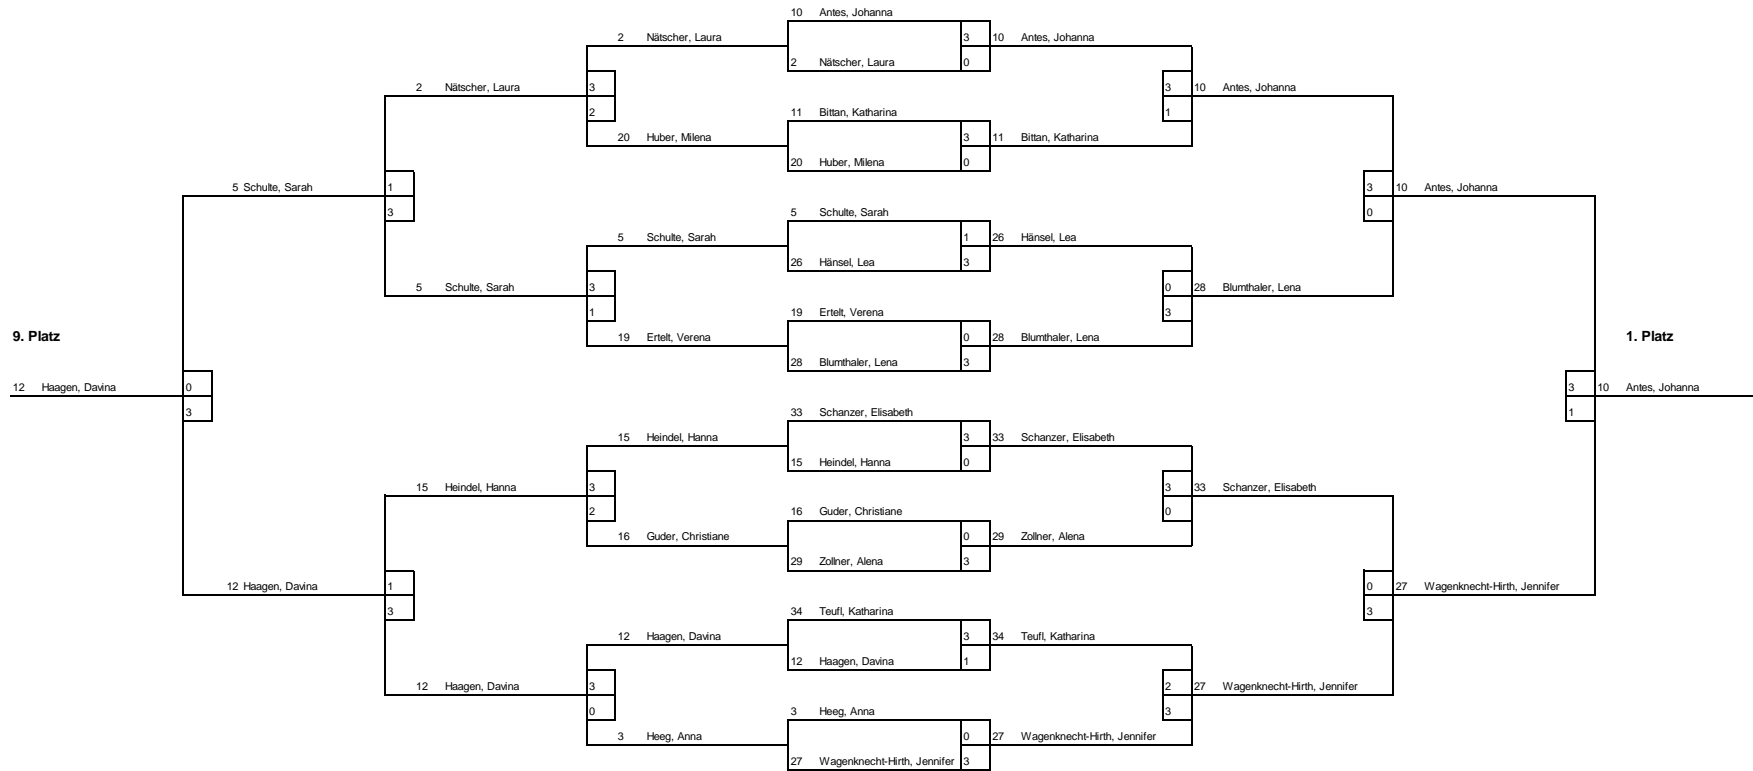 10 Antes, Johanna
2 Nätscher, Laura 3 10 Antes, Johanna
2 Nätscher, Laura 0
2 Nätscher, Laura 3 3 10 Antes, Johanna
2 11 Bittan, Katharina 1
20 Huber, Milena 3 11 Bittan, Katharina
20 Huber, Milena 0
5 Schulte, Sarah 1 3 10 Antes, Johanna
3 5 Schulte, Sarah 0
5 Schulte, Sarah 1 26 Hänsel, Lea
26 Hänsel, Lea 3
5 Schulte, Sarah 3 0 28 Blumthaler, Lena
1 19 Ertelt, Verena 3
9. Platz 19 Ertelt, Verena 0 28 Blumthaler, Lena 1. Platz
28 Blumthaler, Lena 3
12 Haagen, Davina 0 3 10 Antes, Johanna
3 33 Schanzer, Elisabeth 1
15 Heindel, Hanna 3 33 Schanzer, Elisabeth
15 Heindel, Hanna 0
15 Heindel, Hanna 3 3 33 Schanzer, Elisabeth
2 16 Guder, Christiane 0
16 Guder, Christiane 0 29 Zollner, Alena
29 Zollner, Alena 3
12 Haagen, Davina 1 0 27 Wagenknecht-Hirth, Jennifer
3 34 Teufl, Katharina 3
12 Haagen, Davina 3 34 Teufl, Katharina
12 Haagen, Davina 1
12 Haagen, Davina 3 2 27 Wagenknecht-Hirth, Jennifer
0 3 Heeg, Anna 3
3 Heeg, Anna 0 27 Wagenknecht-Hirth, Jennifer
27 Wagenknecht-Hirth, Jennifer 3